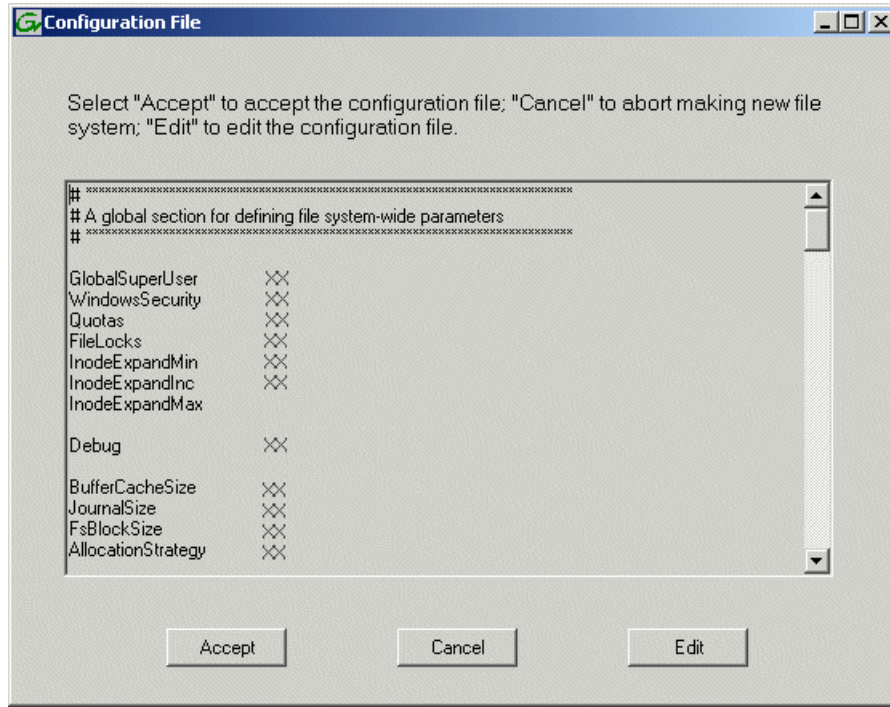 Configuration File
Select "Accept" to accept the configuration file; "Cancel" to abort making new file
system; "Edit" to edit the configuration file.
# ****************************************************************************
# A global section for defining file system-wide parameters
# ****************************************************************************
GlobalSuperUser XX
WindowsSecurity XX
Quotas XX
FileLocks XX
InodeExpandMin XX
InodeExpandInc XX
InodeExpandMax
Debug XX
BufferCacheSize XX
JournalSize XX
FsBlockSize XX
AllocationStrategy XX
Accept Cancel Edit